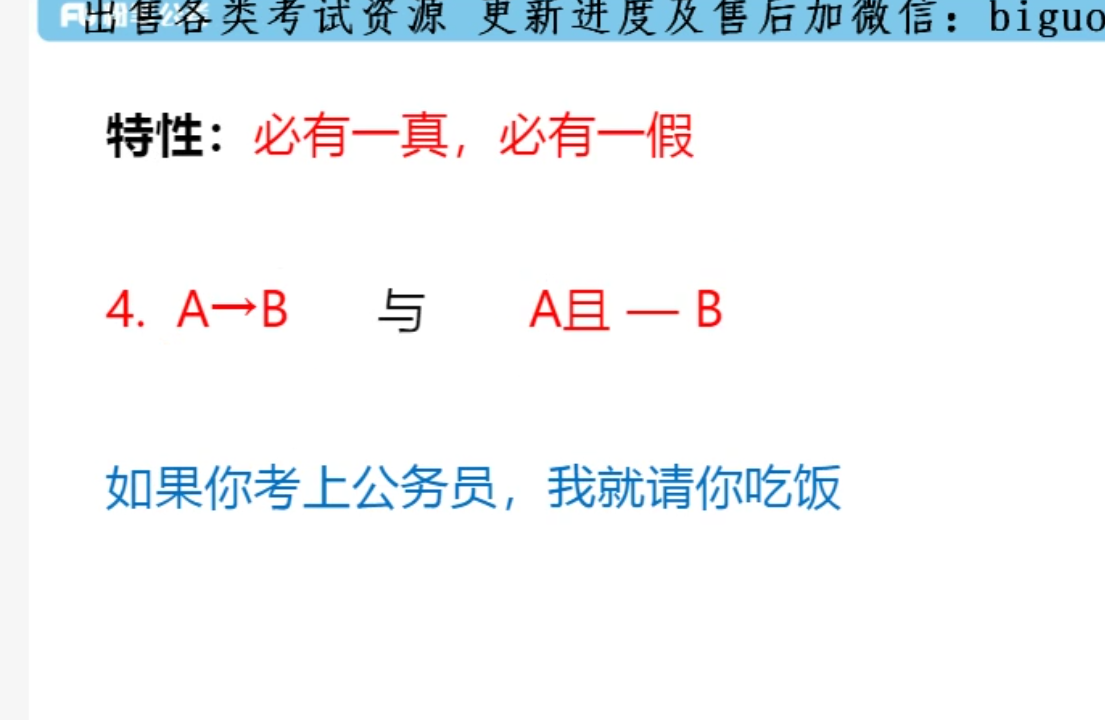 出售各类考试资源 更新进度及售后加微信：biguo
特性：必有一真，必有一假
4. A→B 与 A且 — B
如果你考上公务员，我就请你吃饭